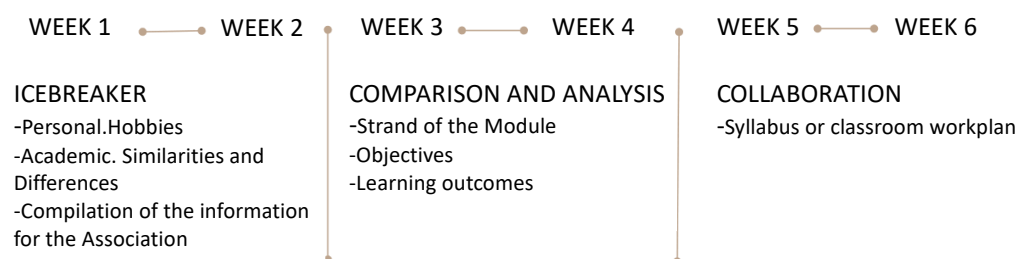 WEEK 1 WEEK 2 WEEK 3 WEEK 4 WEEK 5 WEEK 6
ICEBREAKER
-Personal.Hobbies
-Academic. Similarities and
Differences
-Compilation of the information
for the Association
COMPARISON AND ANALYSIS
-Strand of the Module
-Objectives
-Learning outcomes
COLLABORATION
-Syllabus or classroom workplan